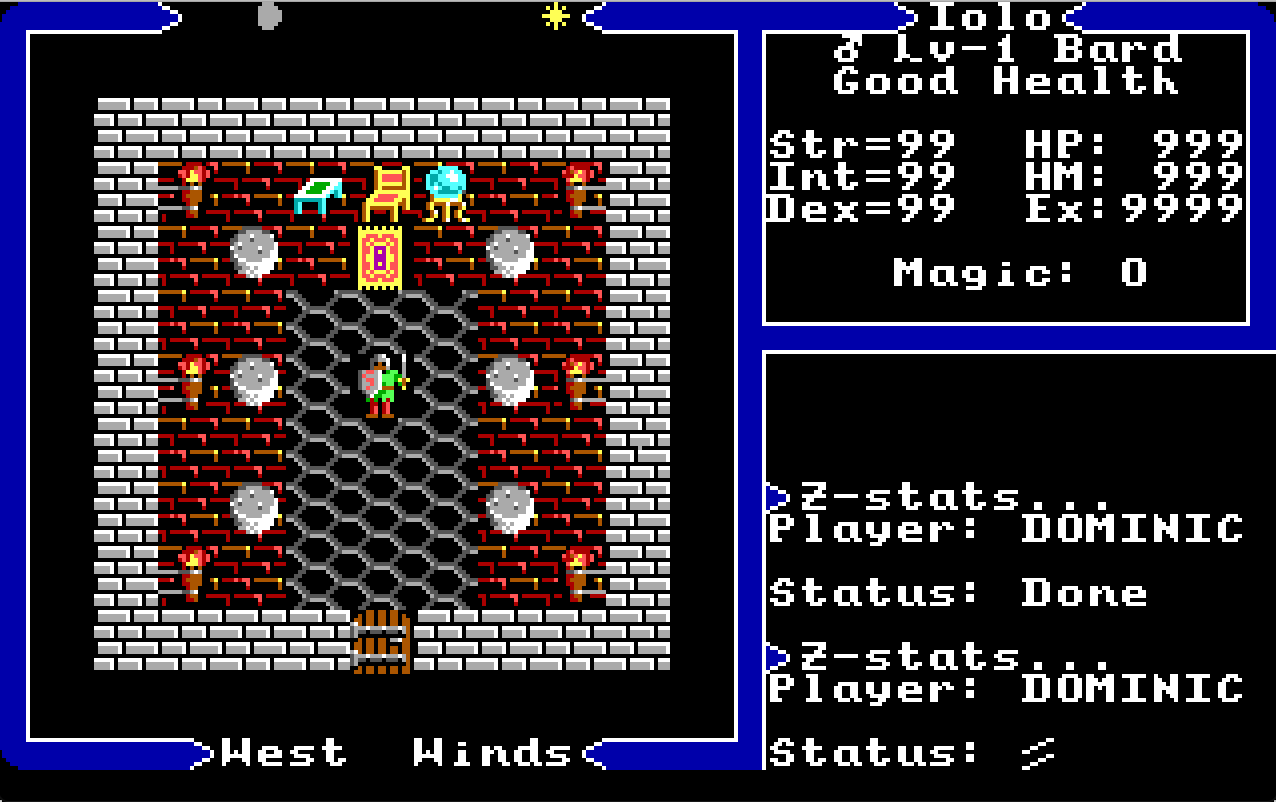 Iolo
♂ Lv-1 Bard
Good Health
Str=99 HP: 999
Int=99 HM: 999
Dex=99 Ex:9999
Magic: 0
Z-stats...
Player: DOMINIC
Status: Done
Z-stats...
Player: DOMINIC
Status:
West Winds